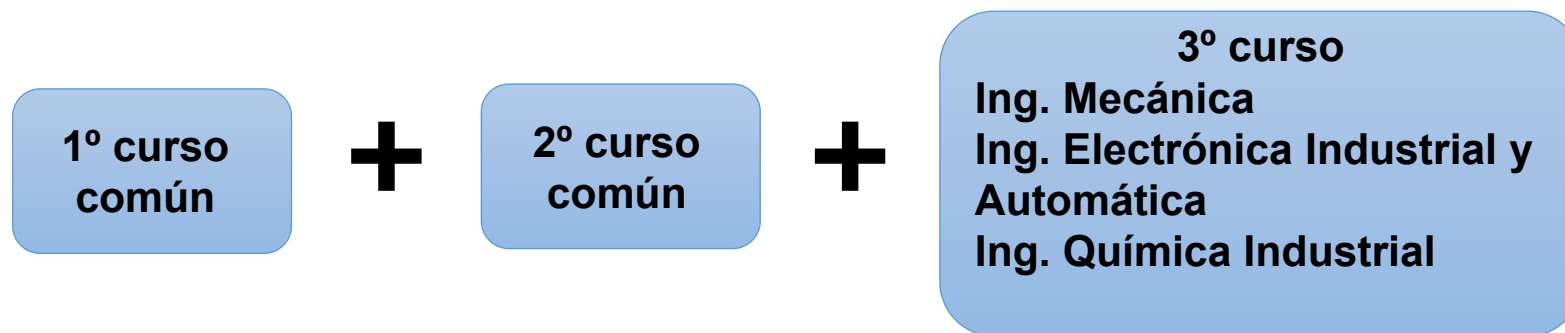 1º curso
común
+
2º curso
común
+
3º curso
Ing. Mecánica
Ing. Electrónica Industrial y
Automática
Ing. Química Industrial